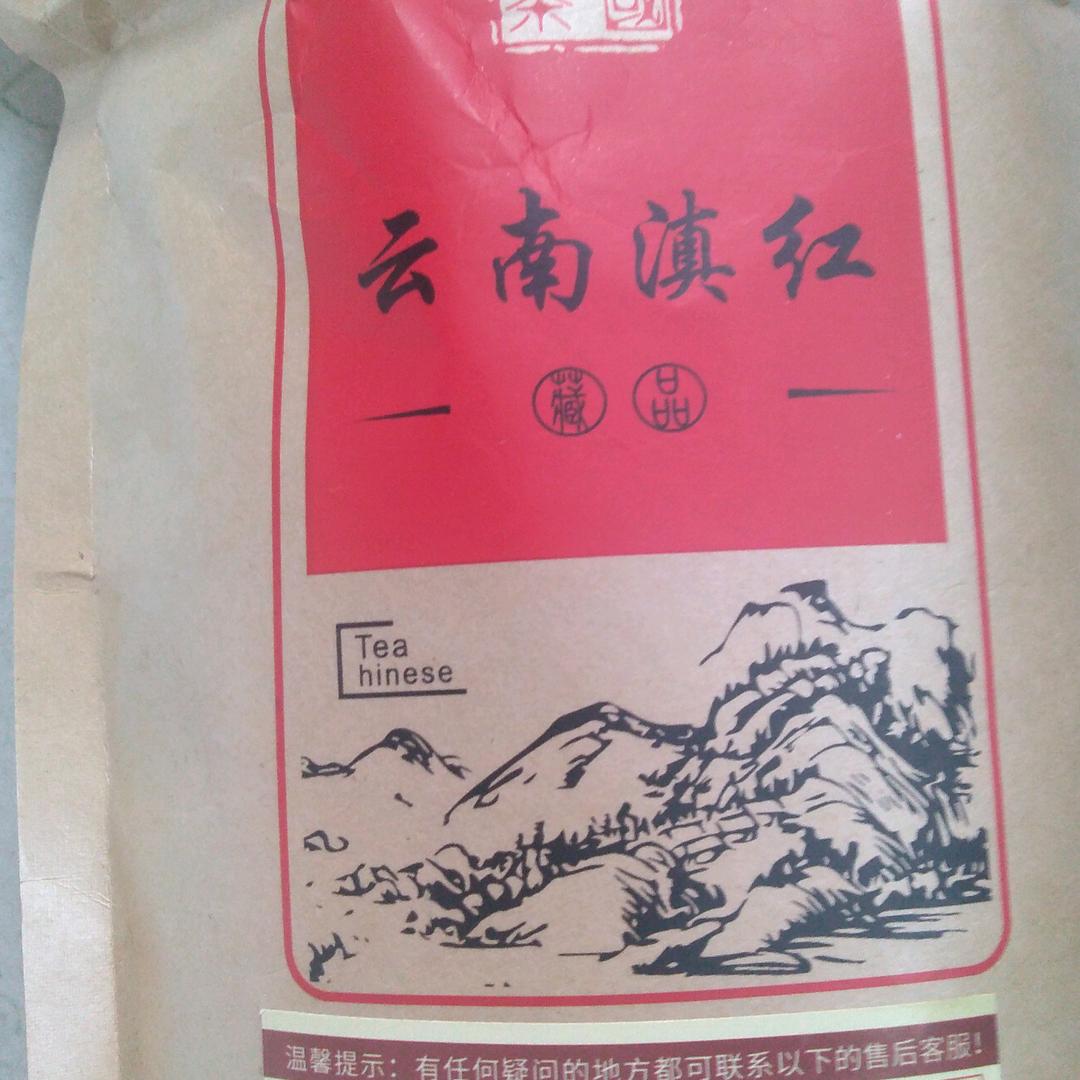 云南滇红
藏品
Tea
hinese
温馨提示：有任何疑问的地方都可联系以下的售后客服！